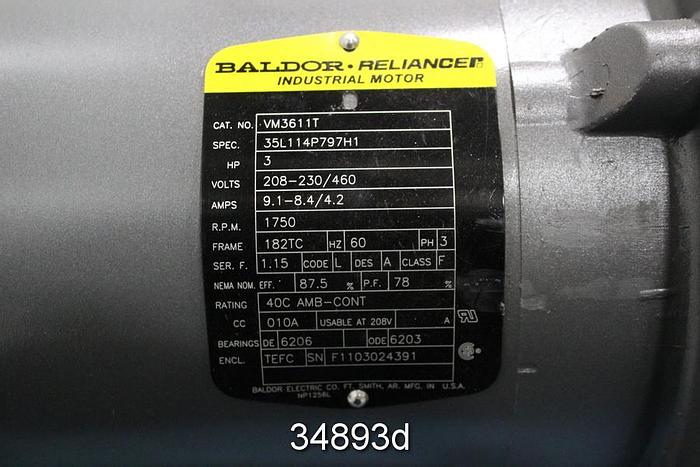 BALDOR • RELIANCER
INDUSTRIAL MOTOR
CAT. NO. VM3611T
SPEC. 35L114P797H1
HP 3
VOLTS 208-230/460
AMPS 9.1-8.4/4.2
R.P.M. 1750
FRAME 182TC HZ 60 PH 3
SER. F. 1.15 CODE L DES A CLASS F
NEMA NOM. EFF. 87.5 % P.F. 78 %
RATING 40C AMB-CONT
CC 010A USABLE AT 208V A
BEARINGS DE 6206 ODE 6203
ENCL. TEFC SN F1103024391
BALDOR ELECTRIC CO. FT. SMITH, AR. MFG. IN U.S.A.
NP1256L
34893d